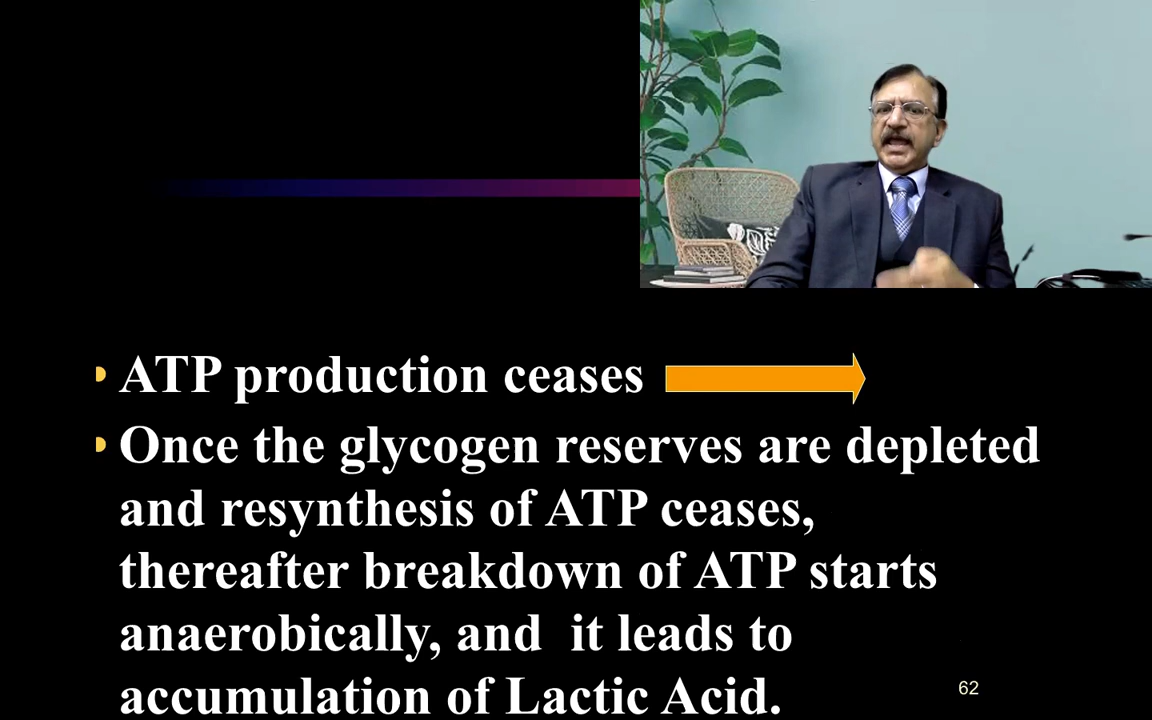 • ATP production ceases
• Once the glycogen reserves are depleted
and resynthesis of ATP ceases,
thereafter breakdown of ATP starts
anaerobically, and  it leads to
accumulation of Lactic Acid.
62